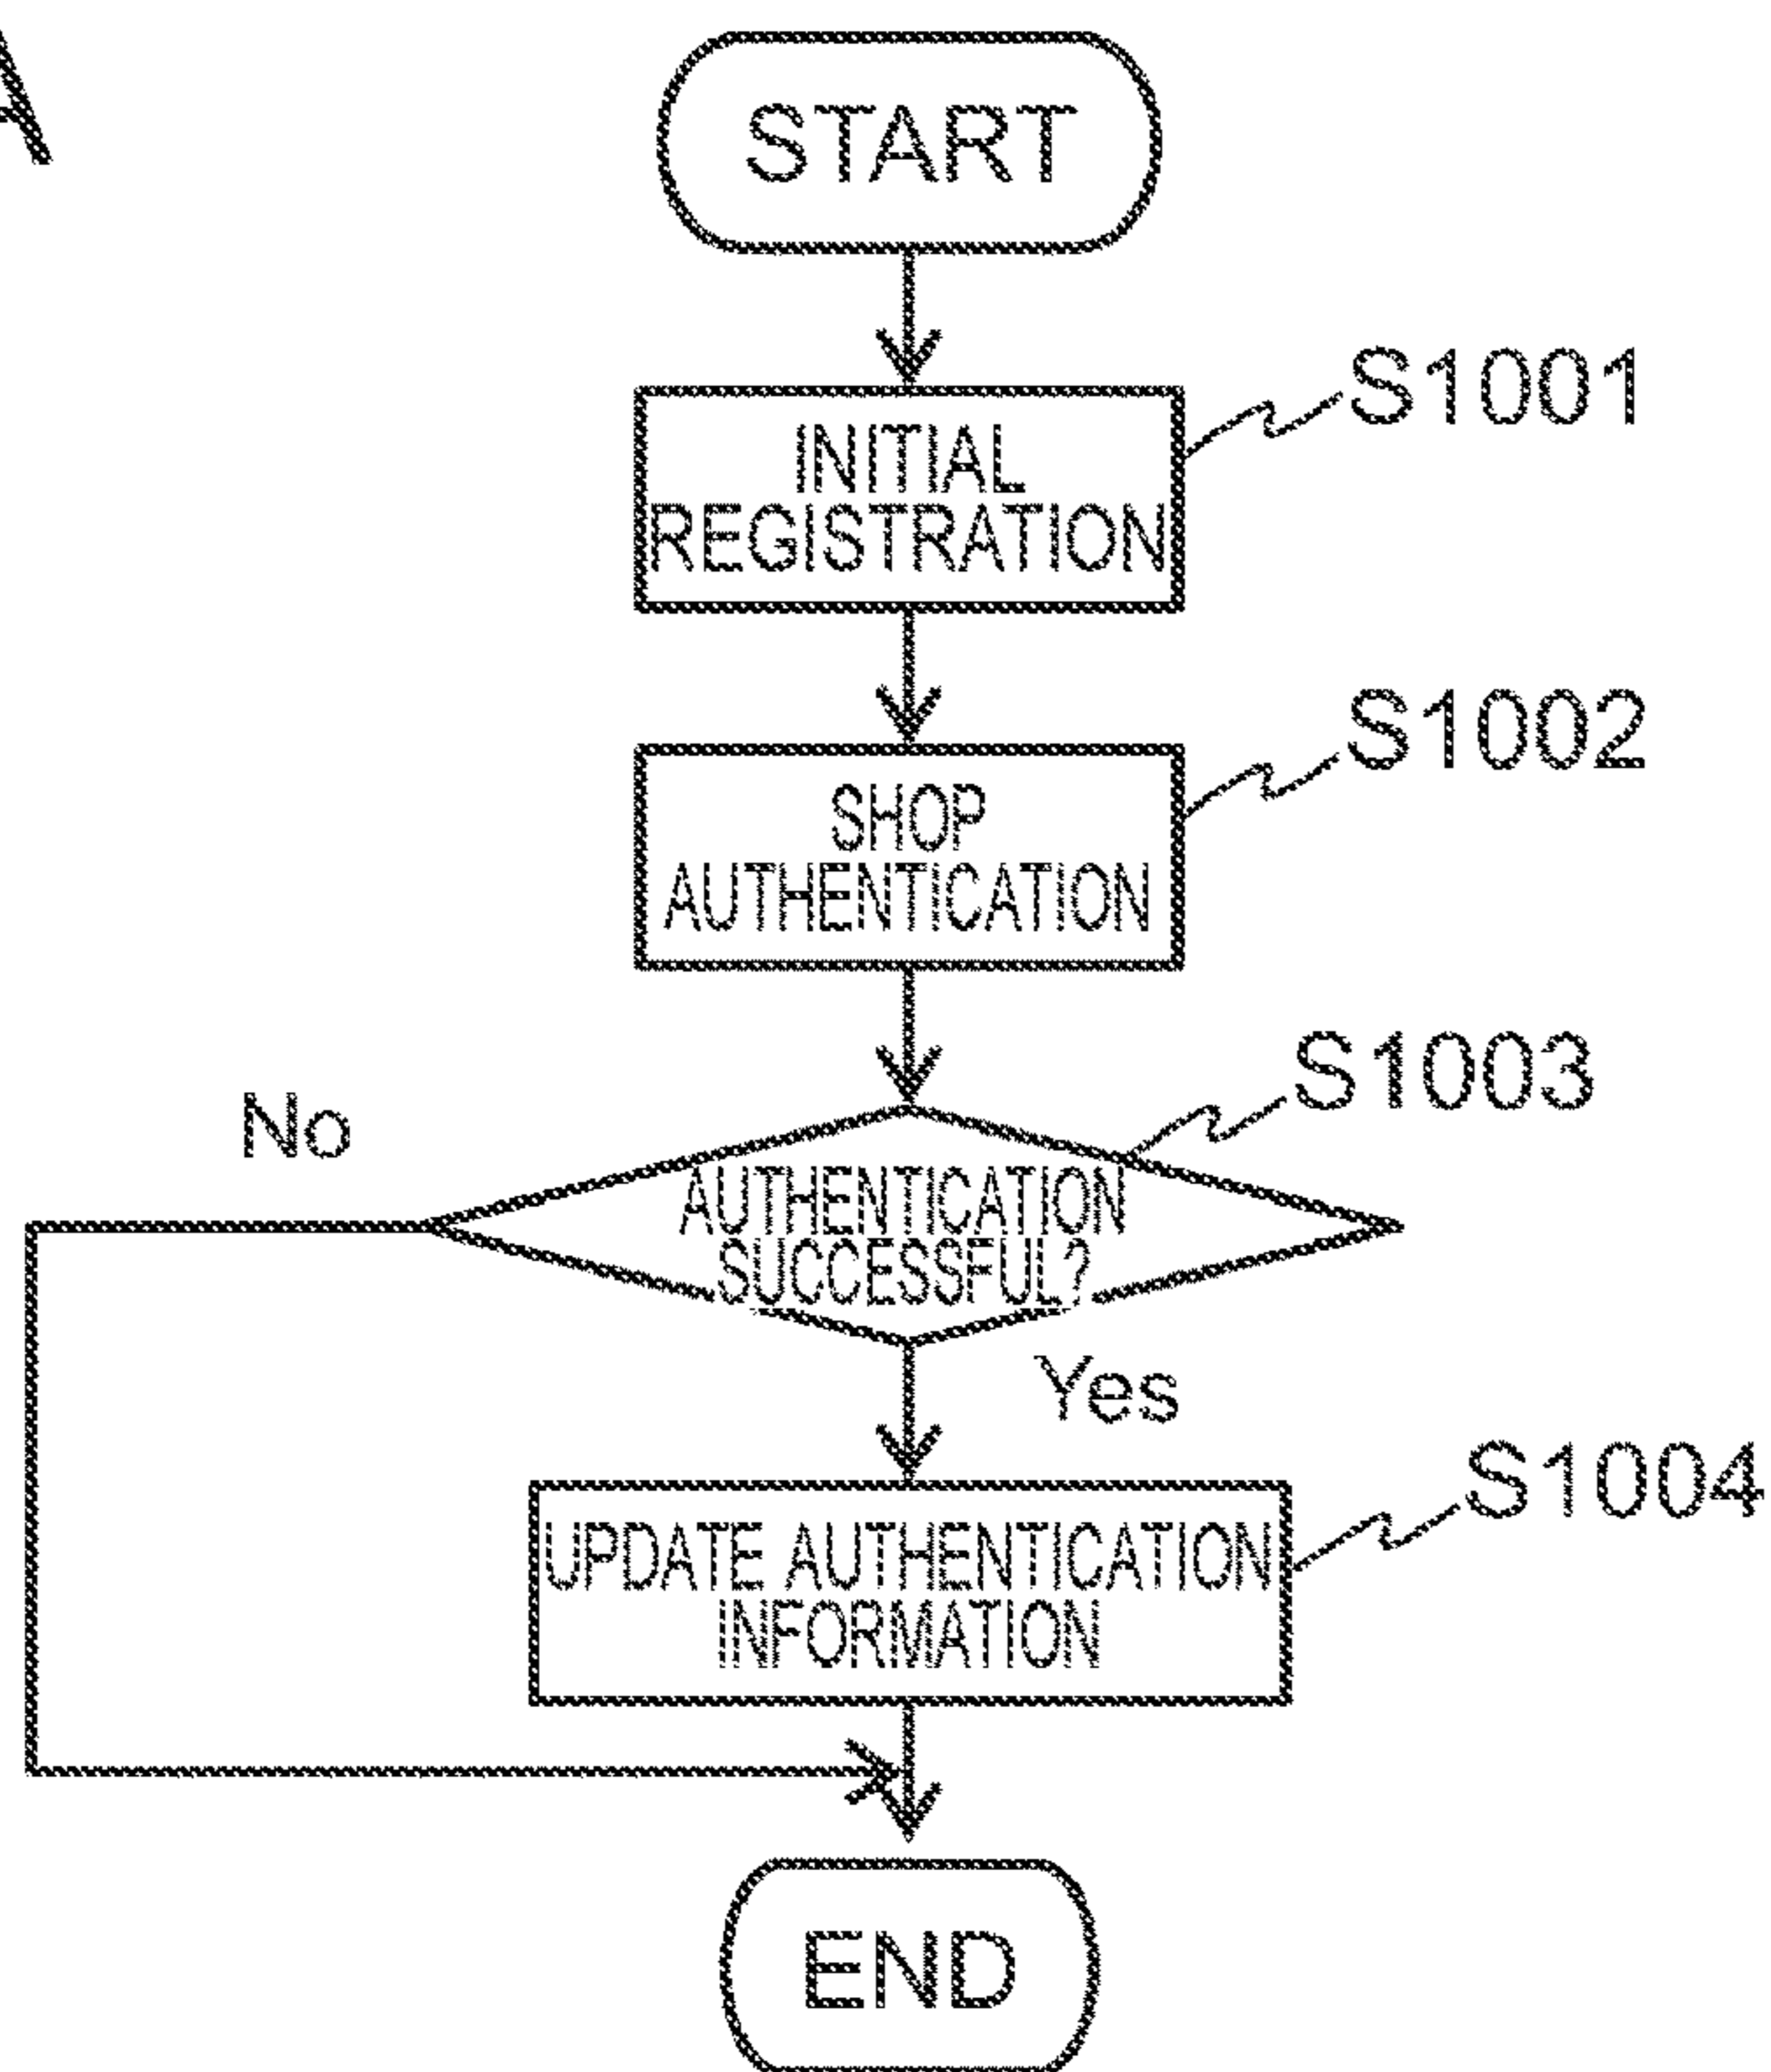 A
START
S1001
INITIAL
REGISTRATION
S1002
SHOP
AUTHENTICATION
S1003
No
AUTHENTICATION
SUCCESSFUL?
Yes
S1004
UPDATE AUTHENTICATION
INFORMATION
END